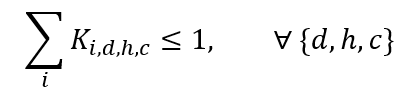 ∑_i K_{i,d,h,c} ≤ 1, ∀ {d, h, c}